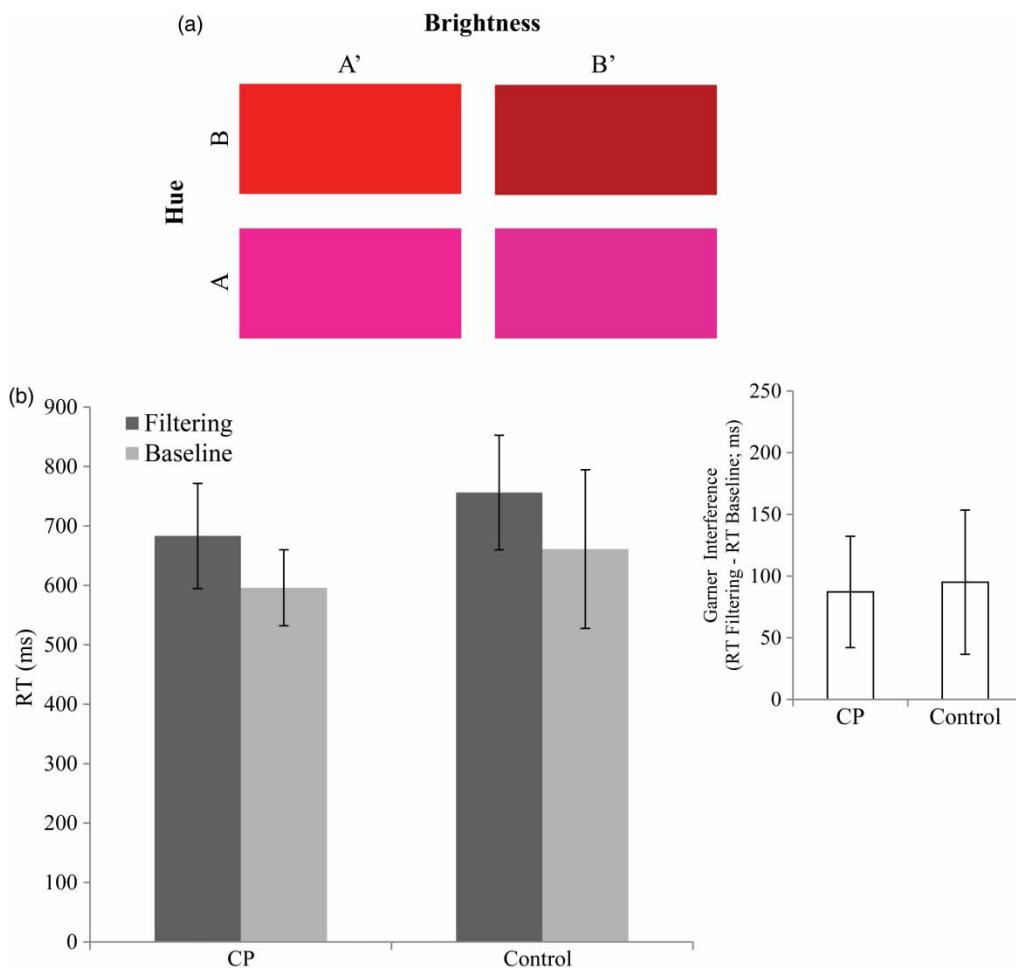 (a)
Brightness
A’
B’
Hue
B
A
(b)
RT (ms)
900
800
700
600
500
400
300
200
100
0
Filtering
Baseline
CP
Control
Garner Interference
(RT Filtering - RT Baseline; ms)
250
200
150
100
50
0
CP
Control